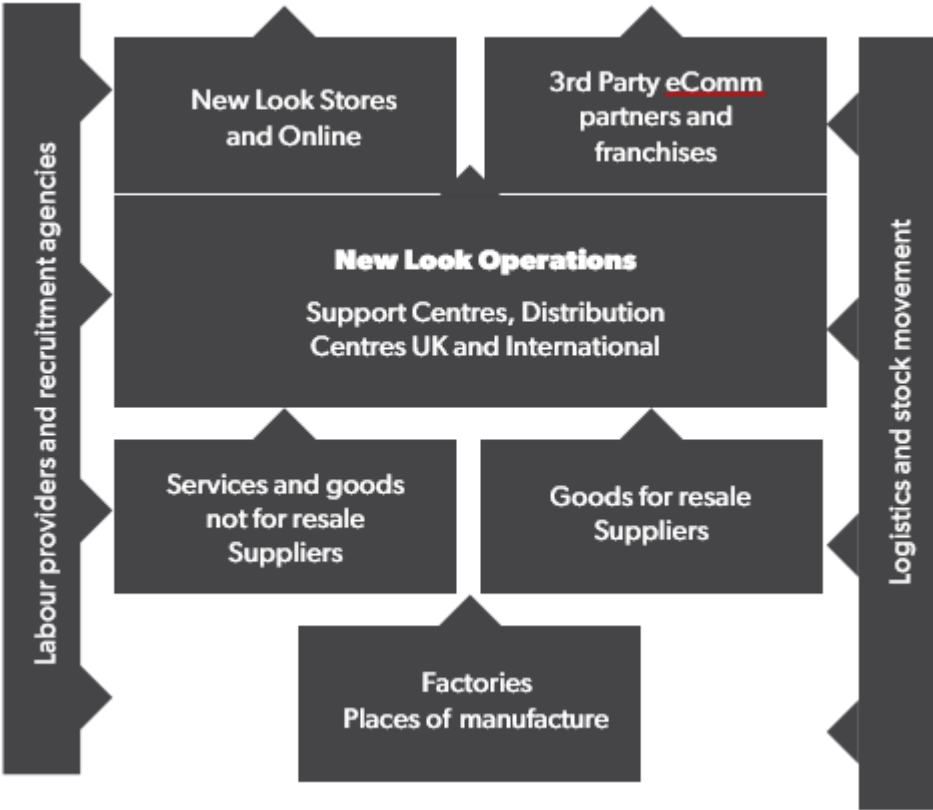 Labour providers and recruitment agencies
New Look Stores
and Online
3rd Party eComm
partners and
franchises
New Look Operations
Support Centres, Distribution
Centres UK and International
Services and goods
not for resale
Suppliers
Goods for resale
Suppliers
Factories
Places of manufacture
Logistics and stock movement